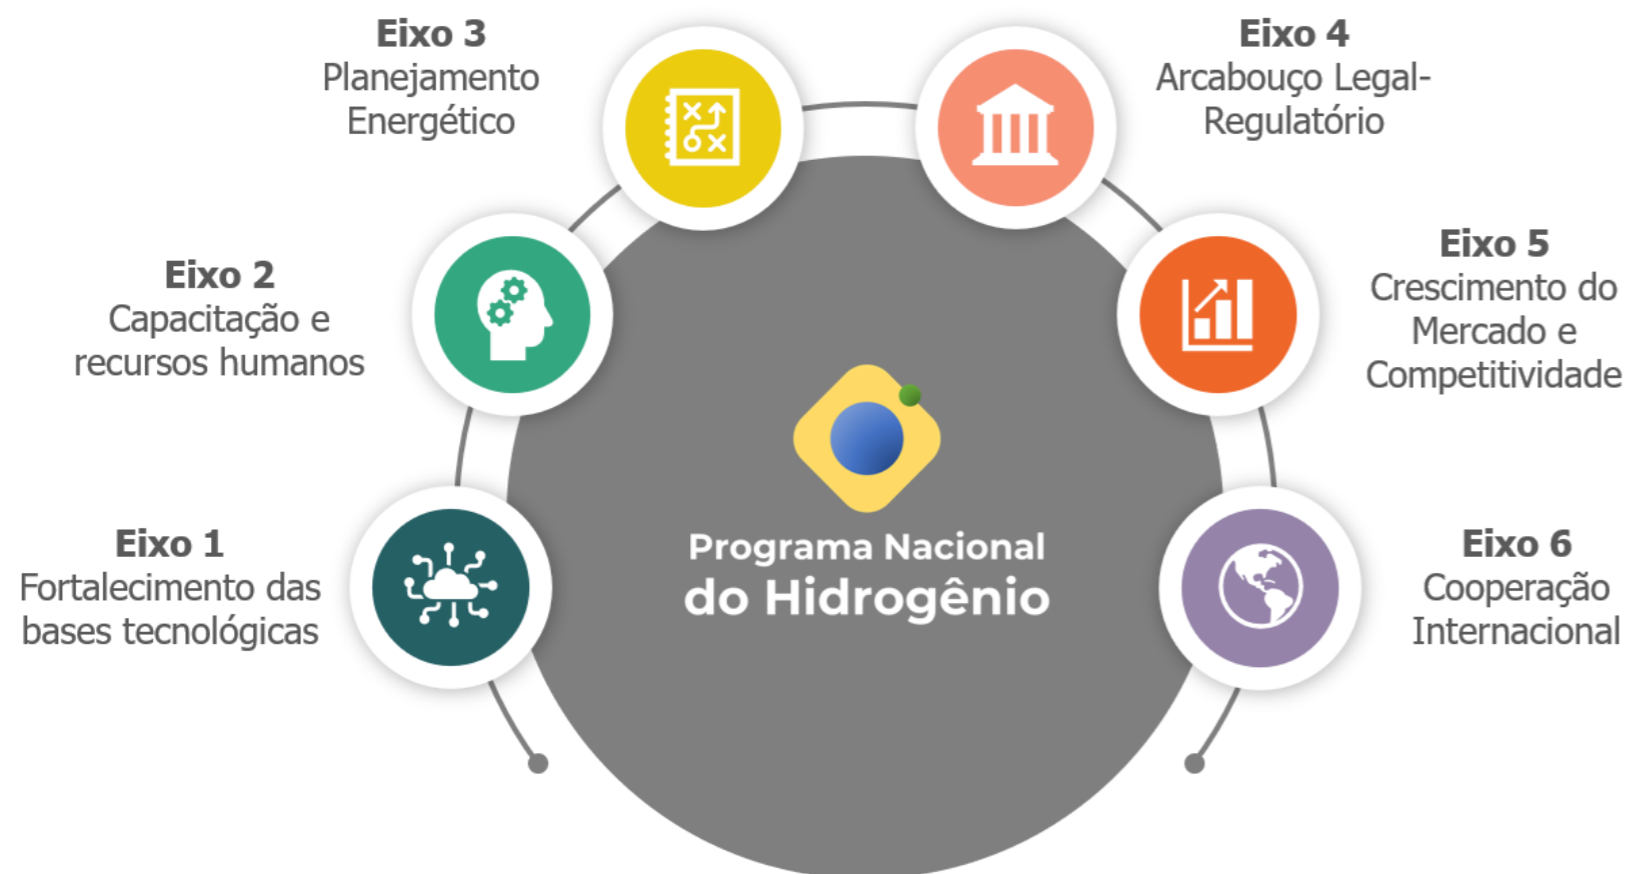 Eixo 1
Fortalecimento das
bases tecnológicas
Eixo 2
Capacitação e
recursos humanos
Eixo 3
Planejamento
Energético
Eixo 4
Arcabouço Legal-
Regulatório
Eixo 5
Crescimento do
Mercado e
Competitividade
Eixo 6
Cooperação
Internacional
Programa Nacional
do Hidrogênio